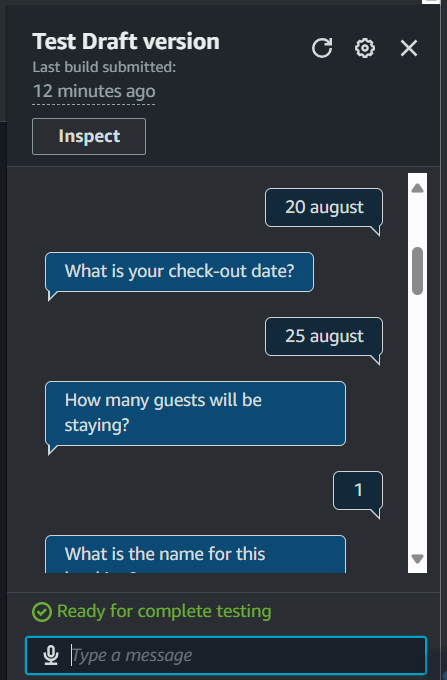 Test Draft version
Last build submitted:
12 minutes ago
Inspect
20 august
What is your check-out date?
25 august
How many guests will be
staying?
1
What is the name for this
Ready for complete testing
Type a message